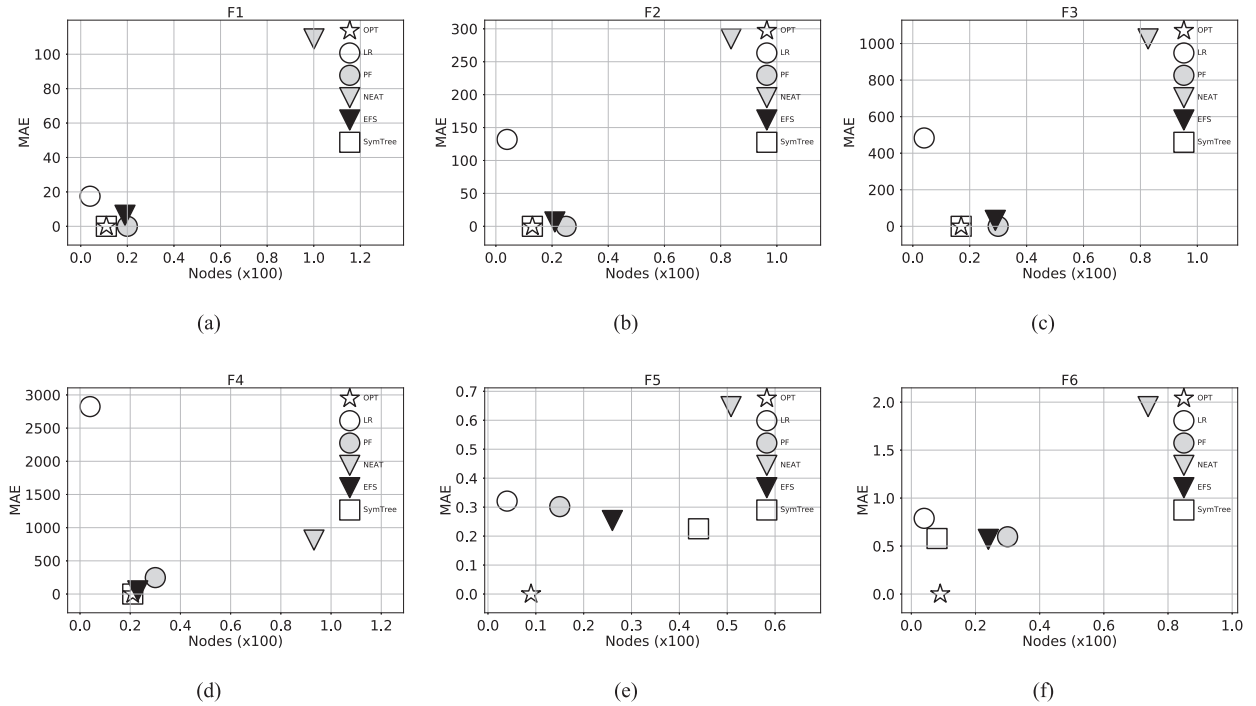 F1
MAE
120
100
80
60
40
20
0
0.0 0.2 0.4 0.6 0.8 1.0 1.2
Nodes (x100)
OPT
LR
PF
NEAT
EFS
SymTree
(a)
F2
MAE
300
250
200
150
100
50
0
0.0 0.2 0.4 0.6 0.8 1.0
Nodes (x100)
OPT
LR
PF
NEAT
EFS
SymTree
(b)
F3
MAE
1000
800
600
400
200
0
0.0 0.2 0.4 0.6 0.8 1.0
Nodes (x100)
OPT
LR
PF
NEAT
EFS
SymTree
(c)
F4
MAE
3000
2500
2000
1500
1000
500
0
0.0 0.2 0.4 0.6 0.8 1.0 1.2
Nodes (x100)
OPT
LR
PF
NEAT
EFS
SymTree
(d)
F5
MAE
0.7
0.6
0.5
0.4
0.3
0.2
0.1
0.0
0.0 0.1 0.2 0.3 0.4 0.5 0.6
Nodes (x100)
OPT
LR
PF
NEAT
EFS
SymTree
(e)
F6
MAE
2.0
1.5
1.0
0.5
0.0
0.0 0.2 0.4 0.6 0.8 1.0
Nodes (x100)
OPT
LR
PF
NEAT
EFS
SymTree
(f)